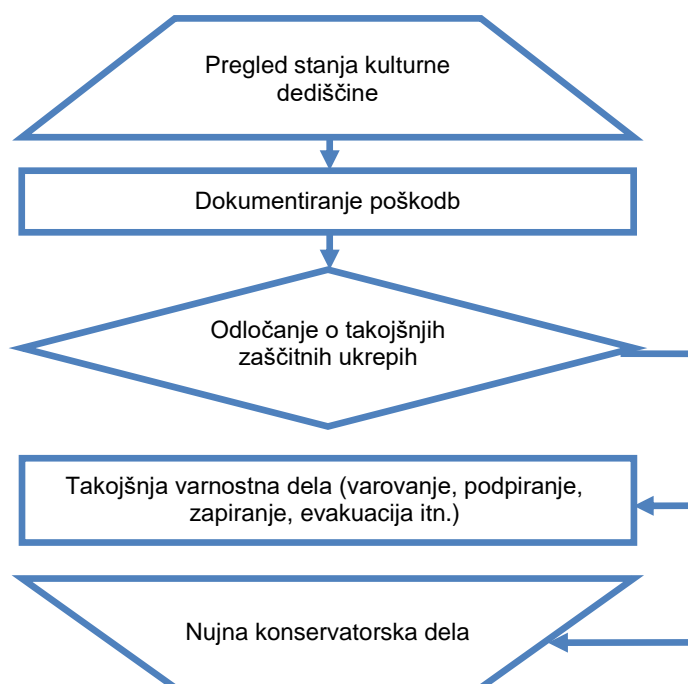 Pregled stanja kulturne
dediščine
Dokumentiranje poškodb
Odločanje o takojšnjih
zaščitnih ukrepih
Takojšnja varnostna dela (varovanje, podpiranje,
zapiranje, evakuacija itn.)
Nujna konservatorska dela